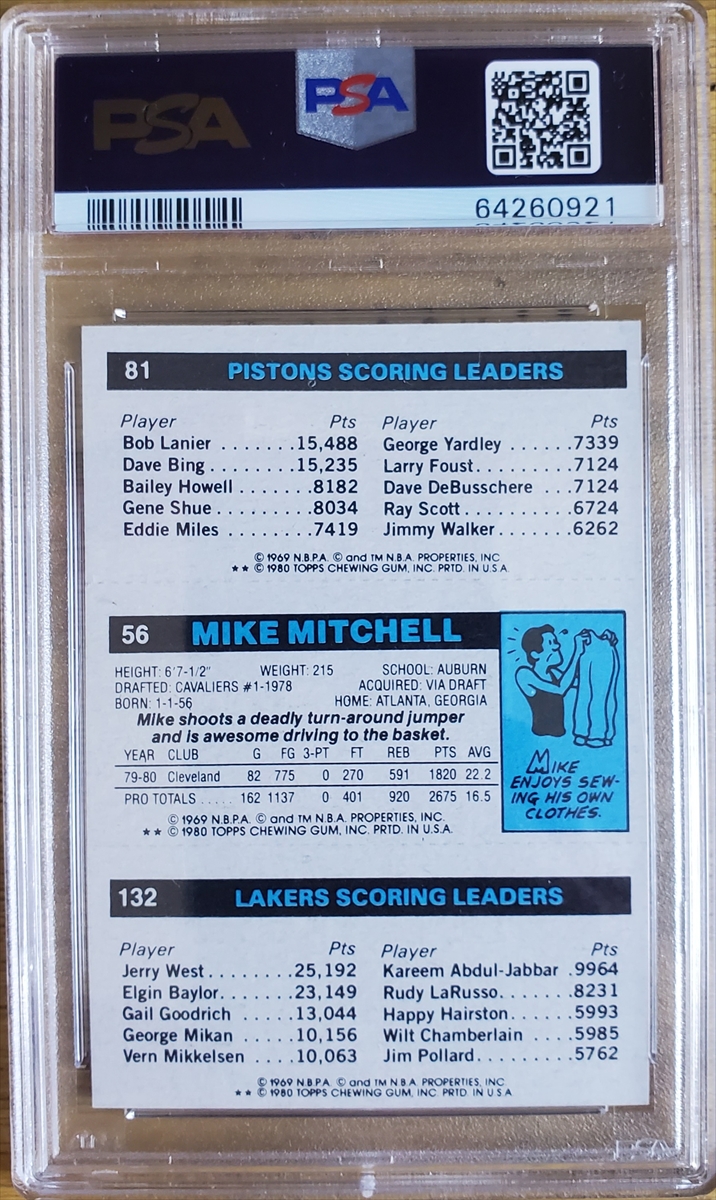 PSA
PSA
64260921
81 PISTONS SCORING LEADERS
Player Pts Player Pts
Bob Lanier .......15,488 George Yardley ......7339
Dave Bing.........15,235 Larry Foust.........7124
Bailey Howell ........8182 Dave DeBusschere ...7124
Gene Shue ..........8034 Ray Scott...........6724
Eddie Miles ........7419 Jimmy Walker........6262
© 1969 N.B.P.A. © and TM N.B.A. PROPERTIES, INC
★★ © 1980 TOPPS CHEWING GUM, INC. PRTD. IN U.S.A.
56 MIKE MITCHELL
HEIGHT: 6'7-1/2" WEIGHT: 215 SCHOOL: AUBURN
DRAFTED: CAVALIERS #1-1978 ACQUIRED: VIA DRAFT
BORN: 1-1-56 HOME: ATLANTA, GEORGIA
Mike shoots a deadly turn-around jumper
and is awesome driving to the basket.
YEAR CLUB G FG 3-PT FT REB PTS AVG
79-80 Cleveland 82 775 0 270 591 1820 22.2
PRO TOTALS ..... 162 1137 0 401 920 2675 16.5
© 1969 N.B.P.A. © and TM N.B.A. PROPERTIES, INC.
★★ © 1980 TOPPS CHEWING GUM, INC. PRTD. IN U.S.A.
MIKE
ENJOYS SEW-
ING HIS OWN
CLOTHES.
132 LAKERS SCORING LEADERS
Player Pts Player Pts
Jerry West........25,192 Kareem Abdul-Jabbar .9964
Elgin Baylor.......23,149 Rudy LaRusso.......8231
Gail Goodrich .....13,044 Happy Hairston.....5993
George Mikan .....10,156 Wilt Chamberlain ....5985
Vern Mikkelsen ....10,063 Jim Pollard.........5762
© 1969 N.B.P.A. © and TM N.B.A. PROPERTIES, INC.
★★ © 1980 TOPPS CHEWING GUM, INC. PRTD. IN U.S.A
PSA